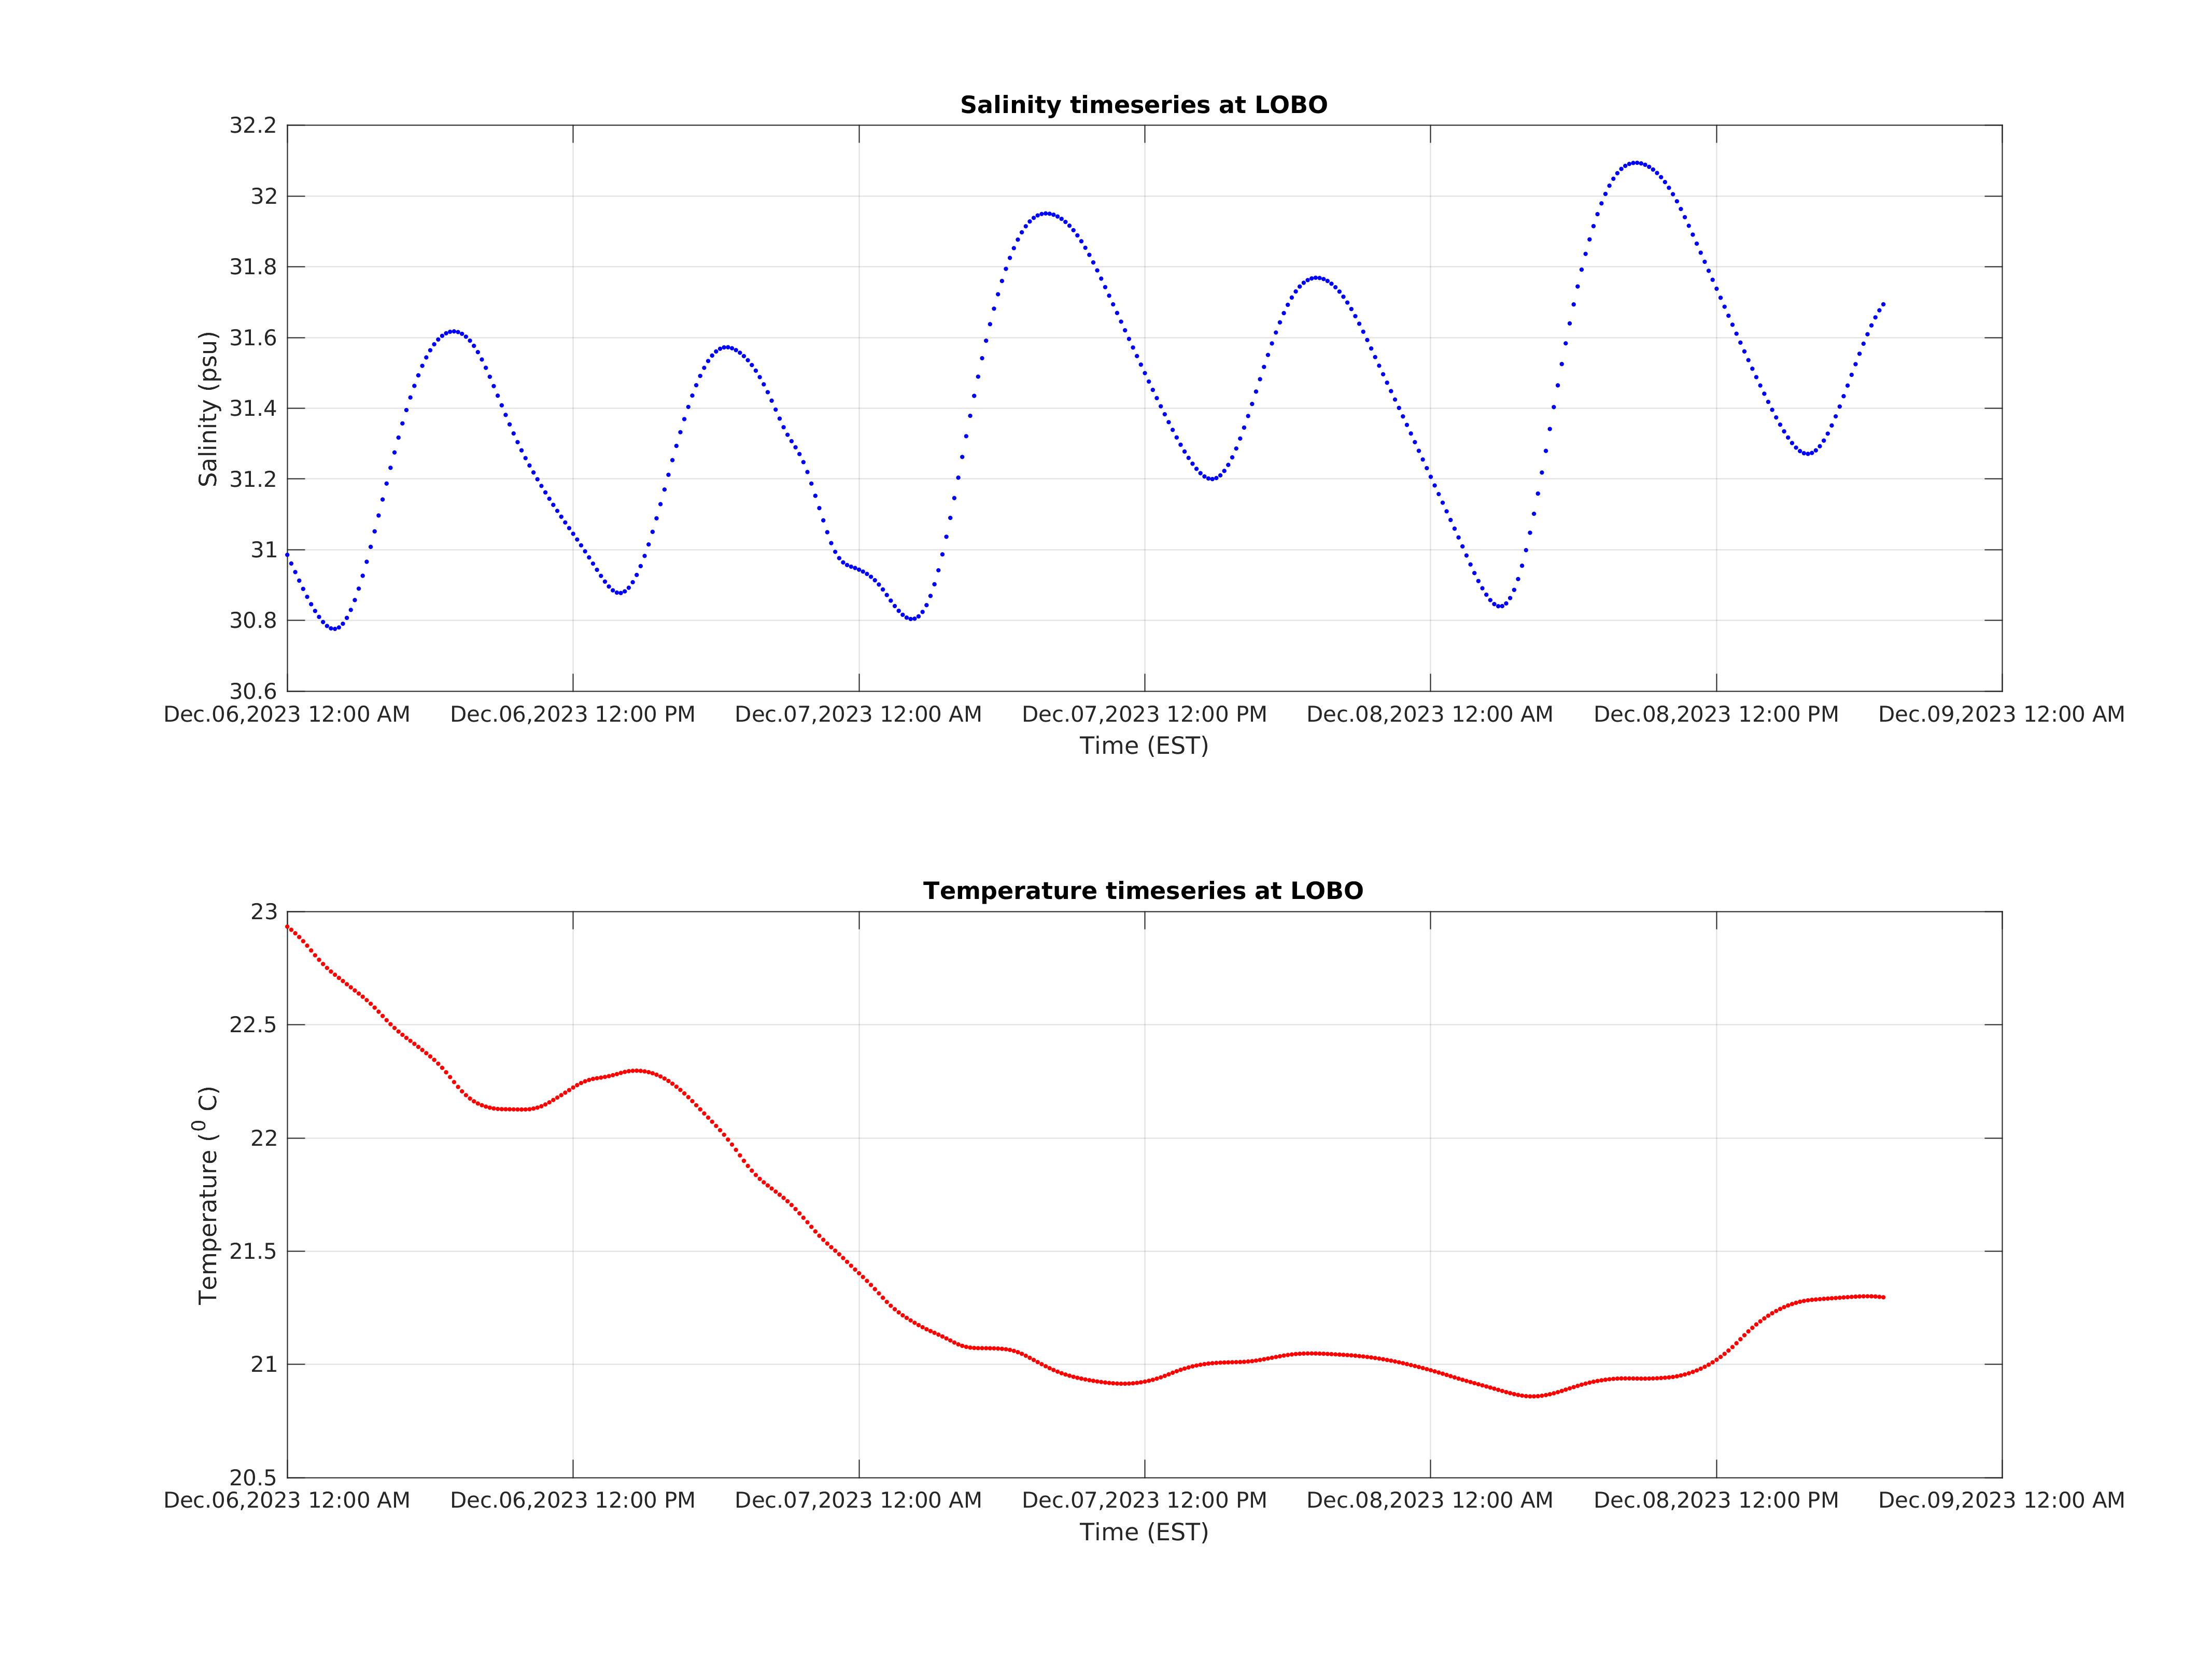 Salinity timeseries at LOBO
32.2
32
31.8
31.6
31.4
31.2
31
30.8
30.6
Salinity (psu)
Dec.06,2023 12:00 AM Dec.06,2023 12:00 PM Dec.07,2023 12:00 AM Dec.07,2023 12:00 PM Dec.08,2023 12:00 AM Dec.08,2023 12:00 PM Dec.09,2023 12:00 AM
Time (EST)
Temperature timeseries at LOBO
23
22.5
22
21.5
21
20.5
Temperature (⁰ C)
Dec.06,2023 12:00 AM Dec.06,2023 12:00 PM Dec.07,2023 12:00 AM Dec.07,2023 12:00 PM Dec.08,2023 12:00 AM Dec.08,2023 12:00 PM Dec.09,2023 12:00 AM
Time (EST)